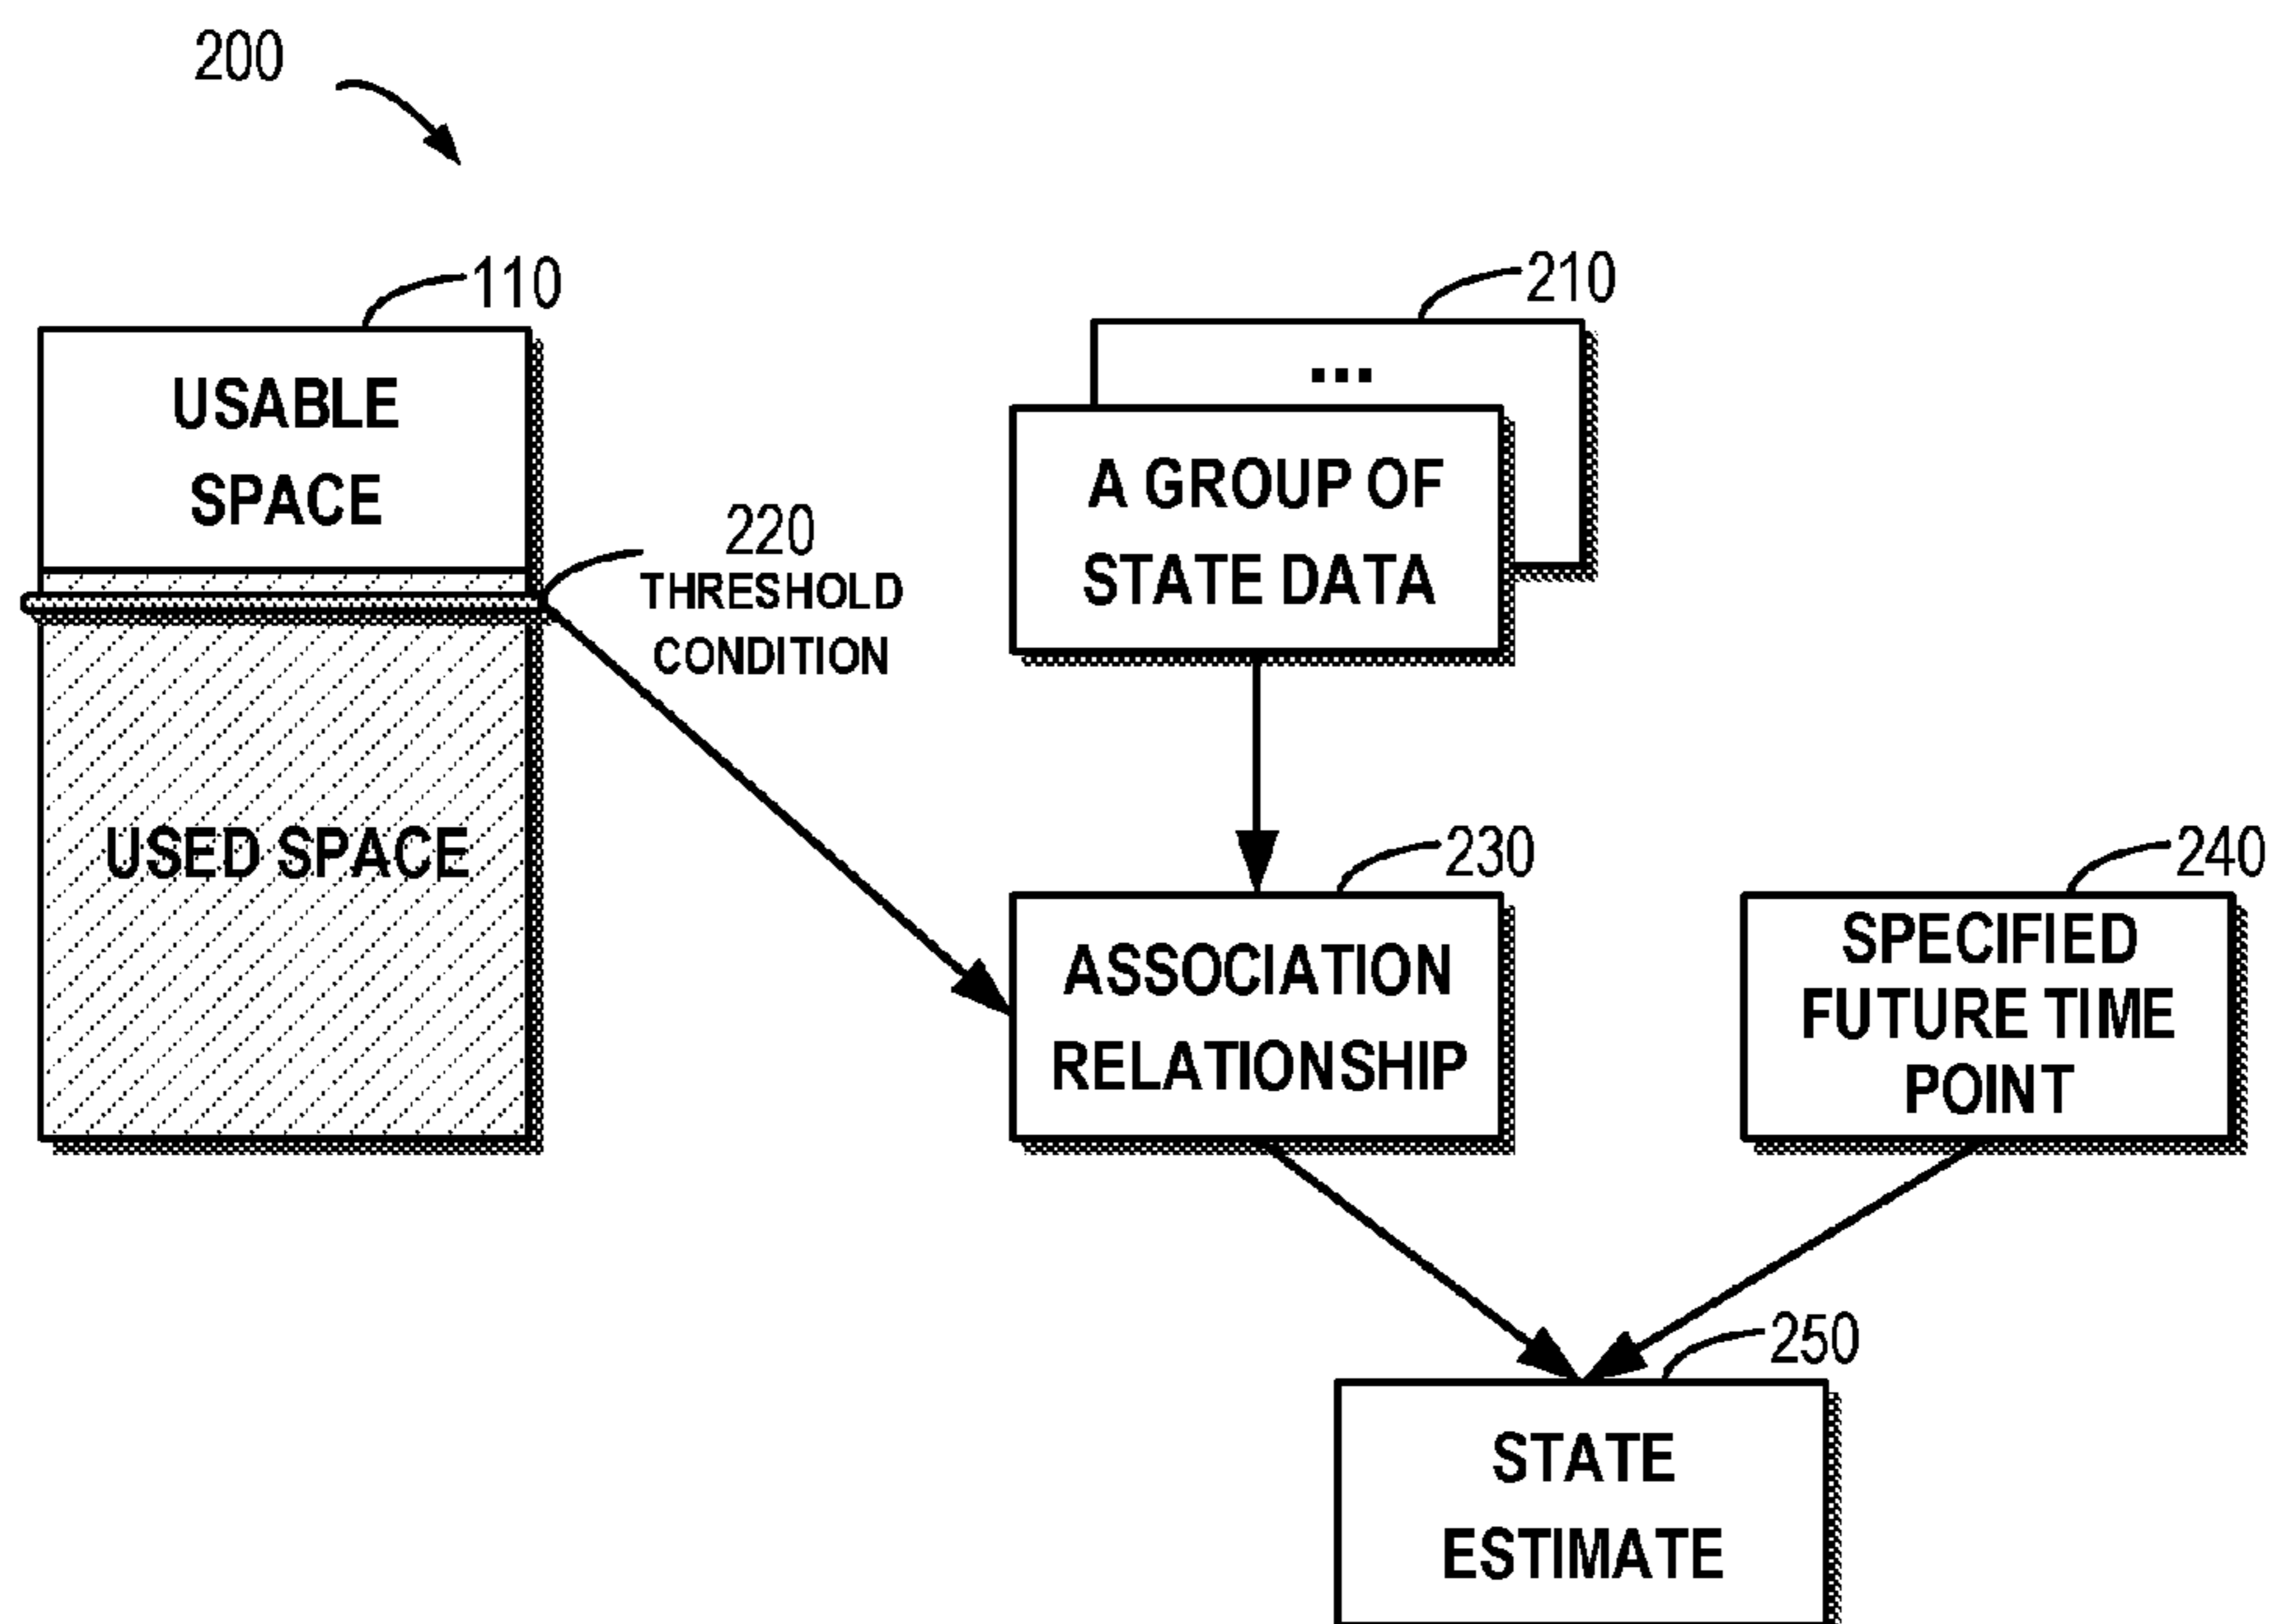 200
110
USABLE
SPACE
USED SPACE
220
THRESHOLD
CONDITION
210
...
A GROUP OF
STATE DATA
230
ASSOCIATION
RELATIONSHIP
240
SPECIFIED
FUTURE TIME
POINT
250
STATE
ESTIMATE